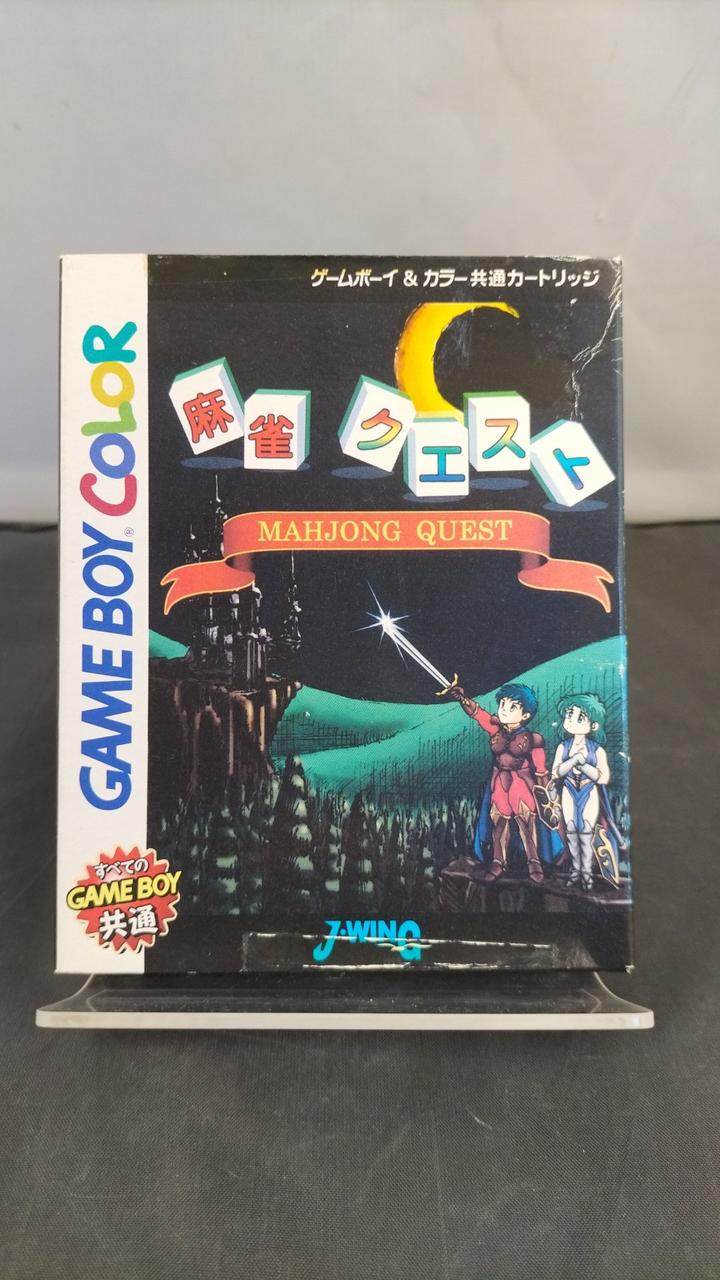 ゲームボーイ & カラー共通カートリッジ
麻雀クエスト
MAHJONG QUEST
GAME BOY® COLOR
すべての
GAME BOY
共通
J・WING